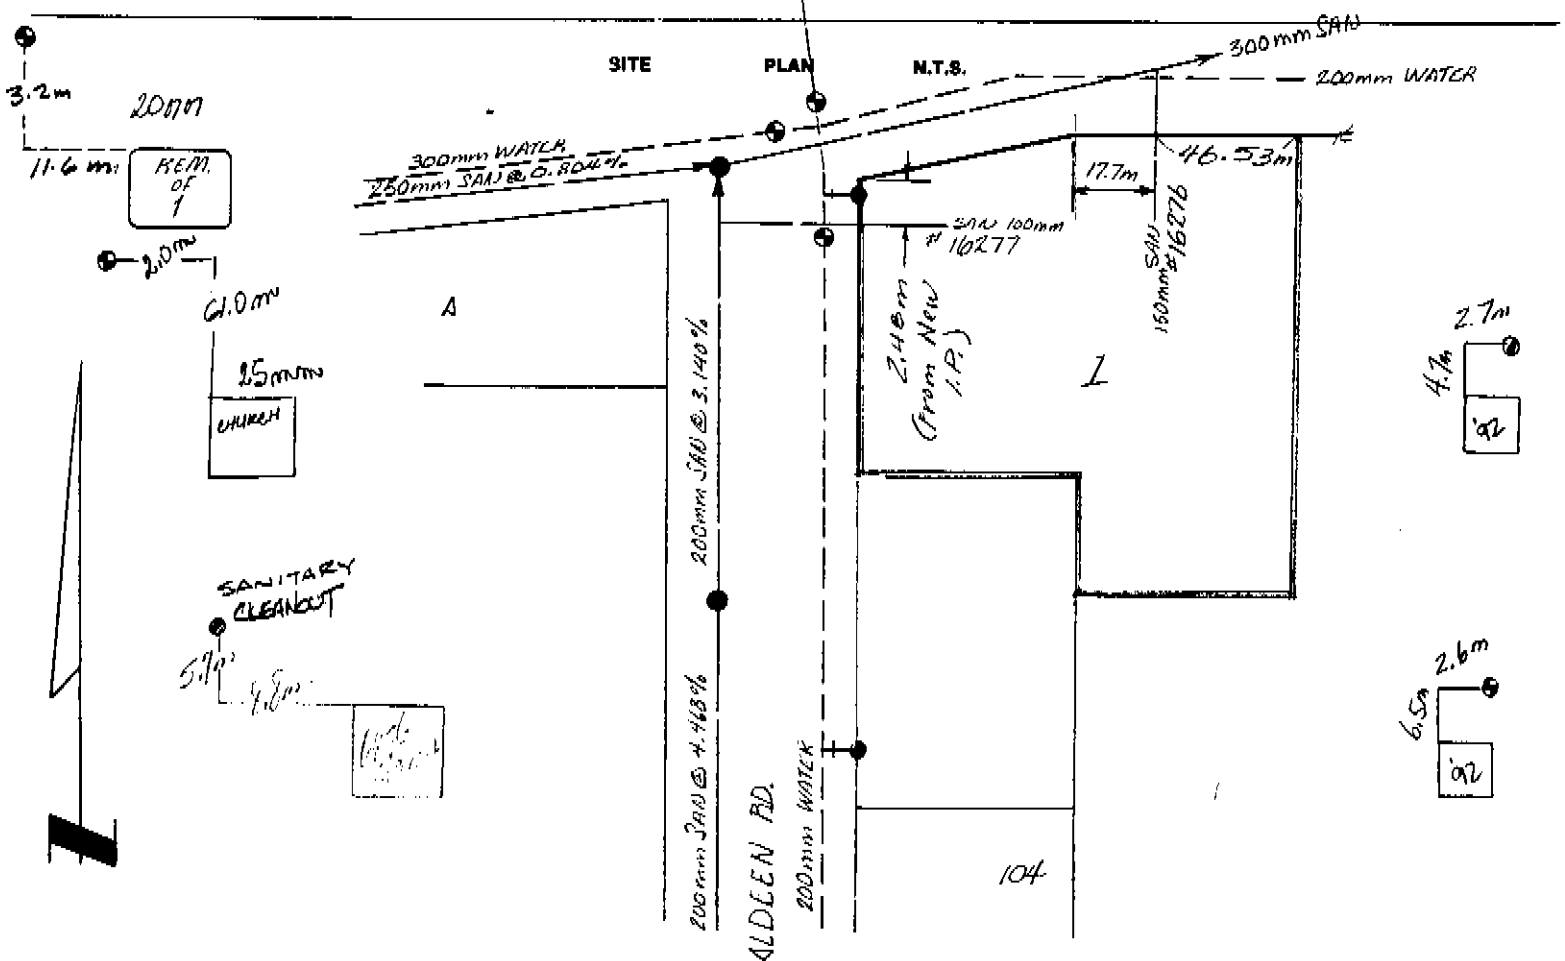 SITE PLAN N.T.S.
300mm SAN
200mm WATER
3.2m
20mm
11.6 m
REM.
OF
1
300mm WATER
250mm SAN @ 0.804%
17.7m
46.53m
SAN 100mm
# 16277
SAN
150mm #16276
2.0m
6.0m
A
25mm
CHURCH
2.48m
(From New
I.P.)
1
2.7m
4.7m
'92
200mm SAN @ 3.140%
SANITARY
CLEANOUT
2.6m
6.5m
'92
200mm SAN @ 4.468%
ALDEEN RD.
200mm WATER
104